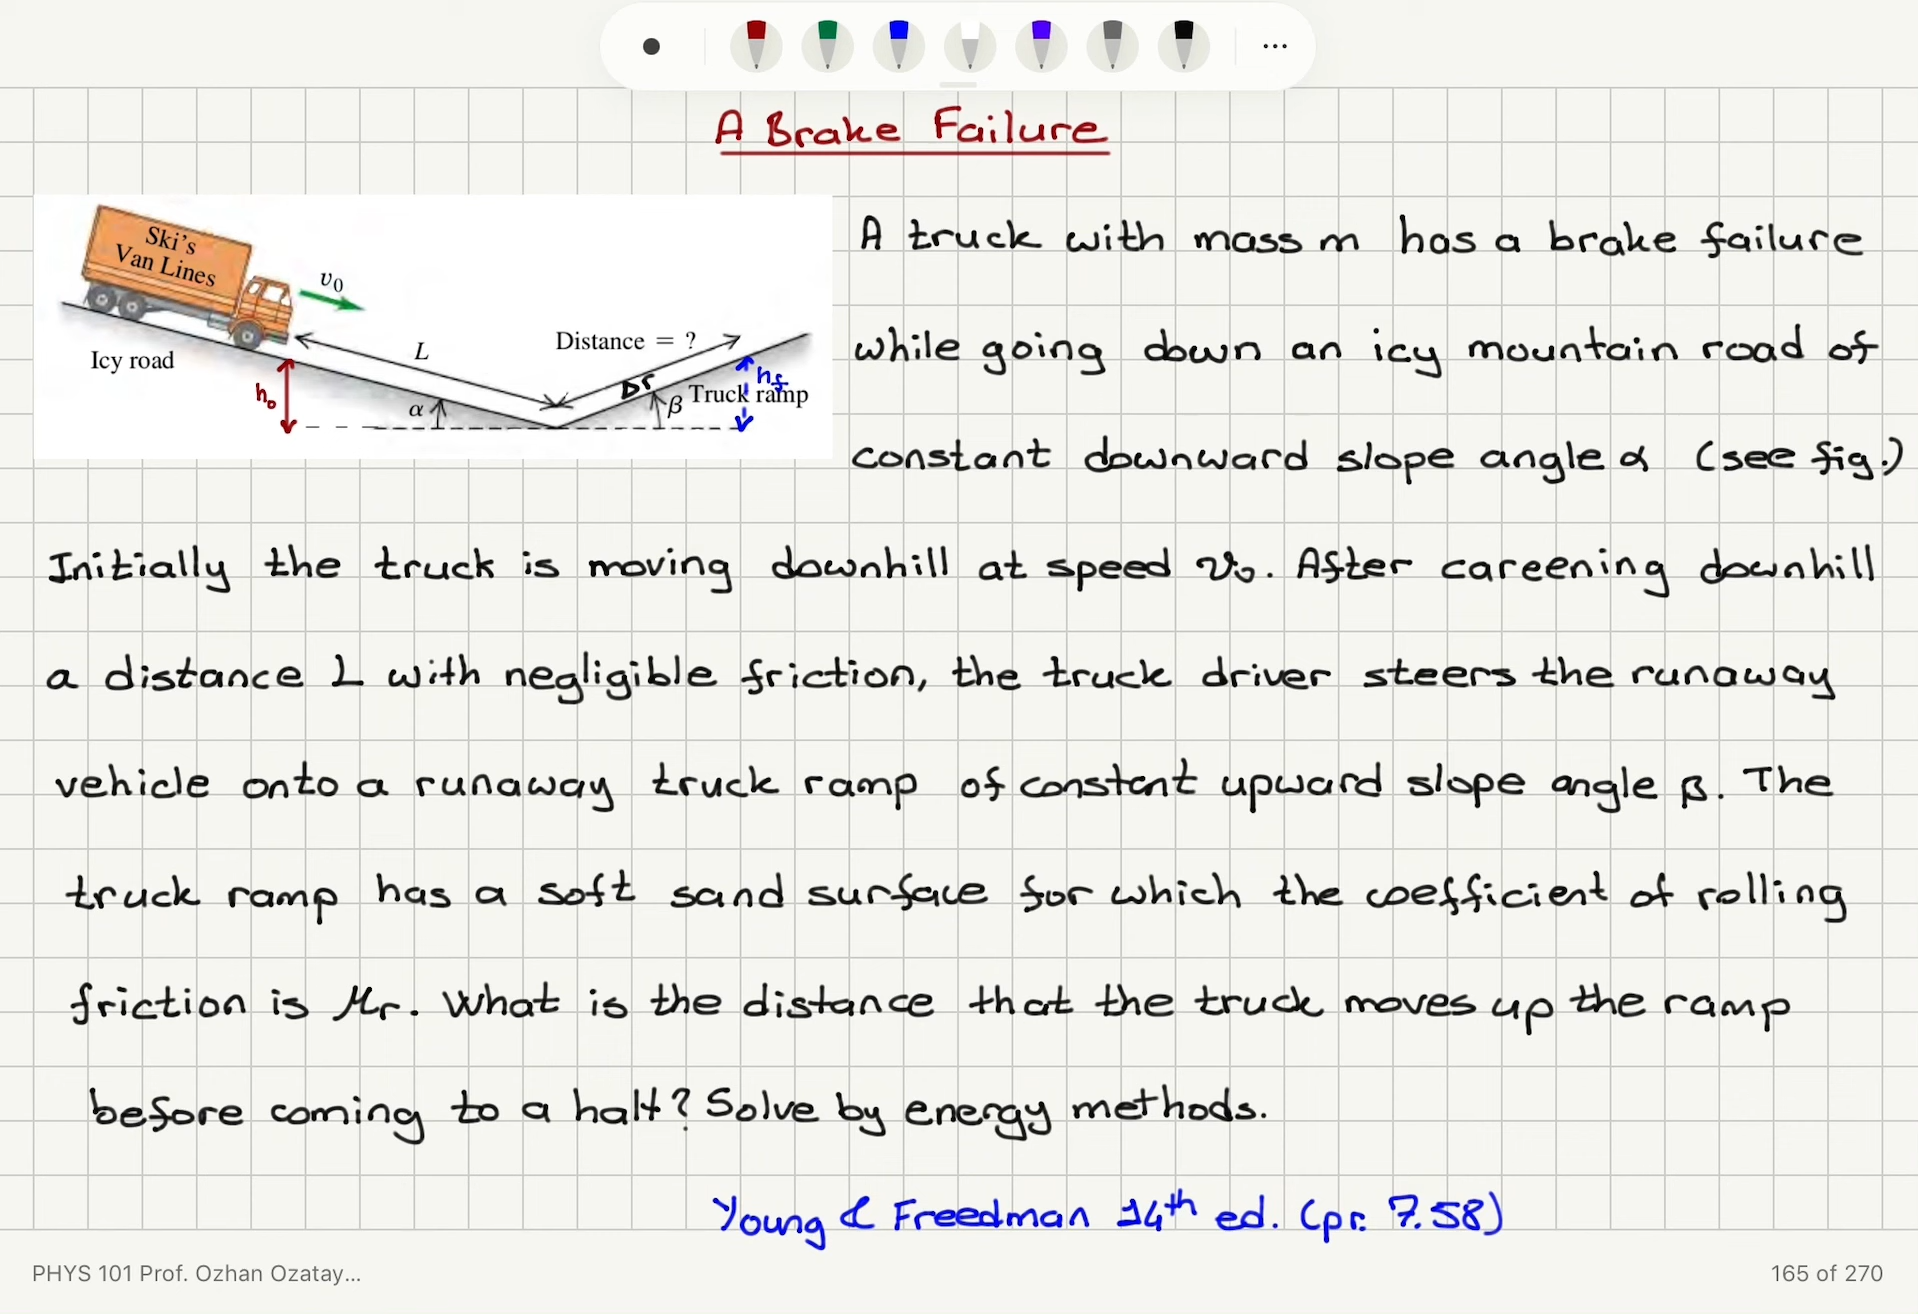 A Brake Failure
Ski's
Van Lines
v0
Icy road
L
Distance = ?
Δr
h₀
α
β
hf
Truck ramp
A truck with mass m has a brake failure
while going down an icy mountain road of
constant downward slope angle α (see fig.)
Initially the truck is moving downhill at speed v₀. After careening downhill
a distance L with negligible friction, the truck driver steers the runaway
vehicle onto a runaway truck ramp of constant upward slope angle β. The
truck ramp has a soft sand surface for which the coefficient of rolling
friction is μr. What is the distance that the truck moves up the ramp
before coming to a halt? Solve by energy methods.
Young & Freedman 14th ed. (pr. 7.58)
PHYS 101 Prof. Ozhan Ozatay...
165 of 270